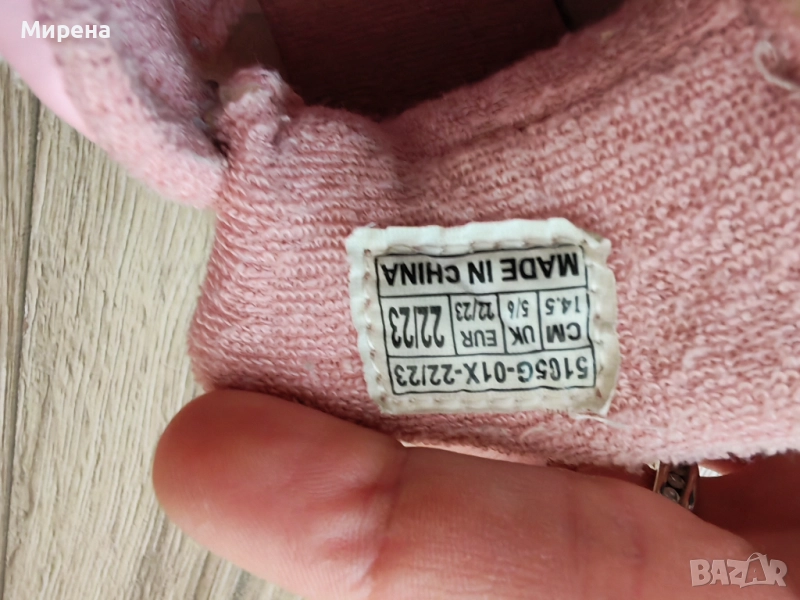 Мирена
5105G-01X-22/23
CM UK EUR 22/23
14.5 5/6 22/23
MADE IN CHINA
BAZAR